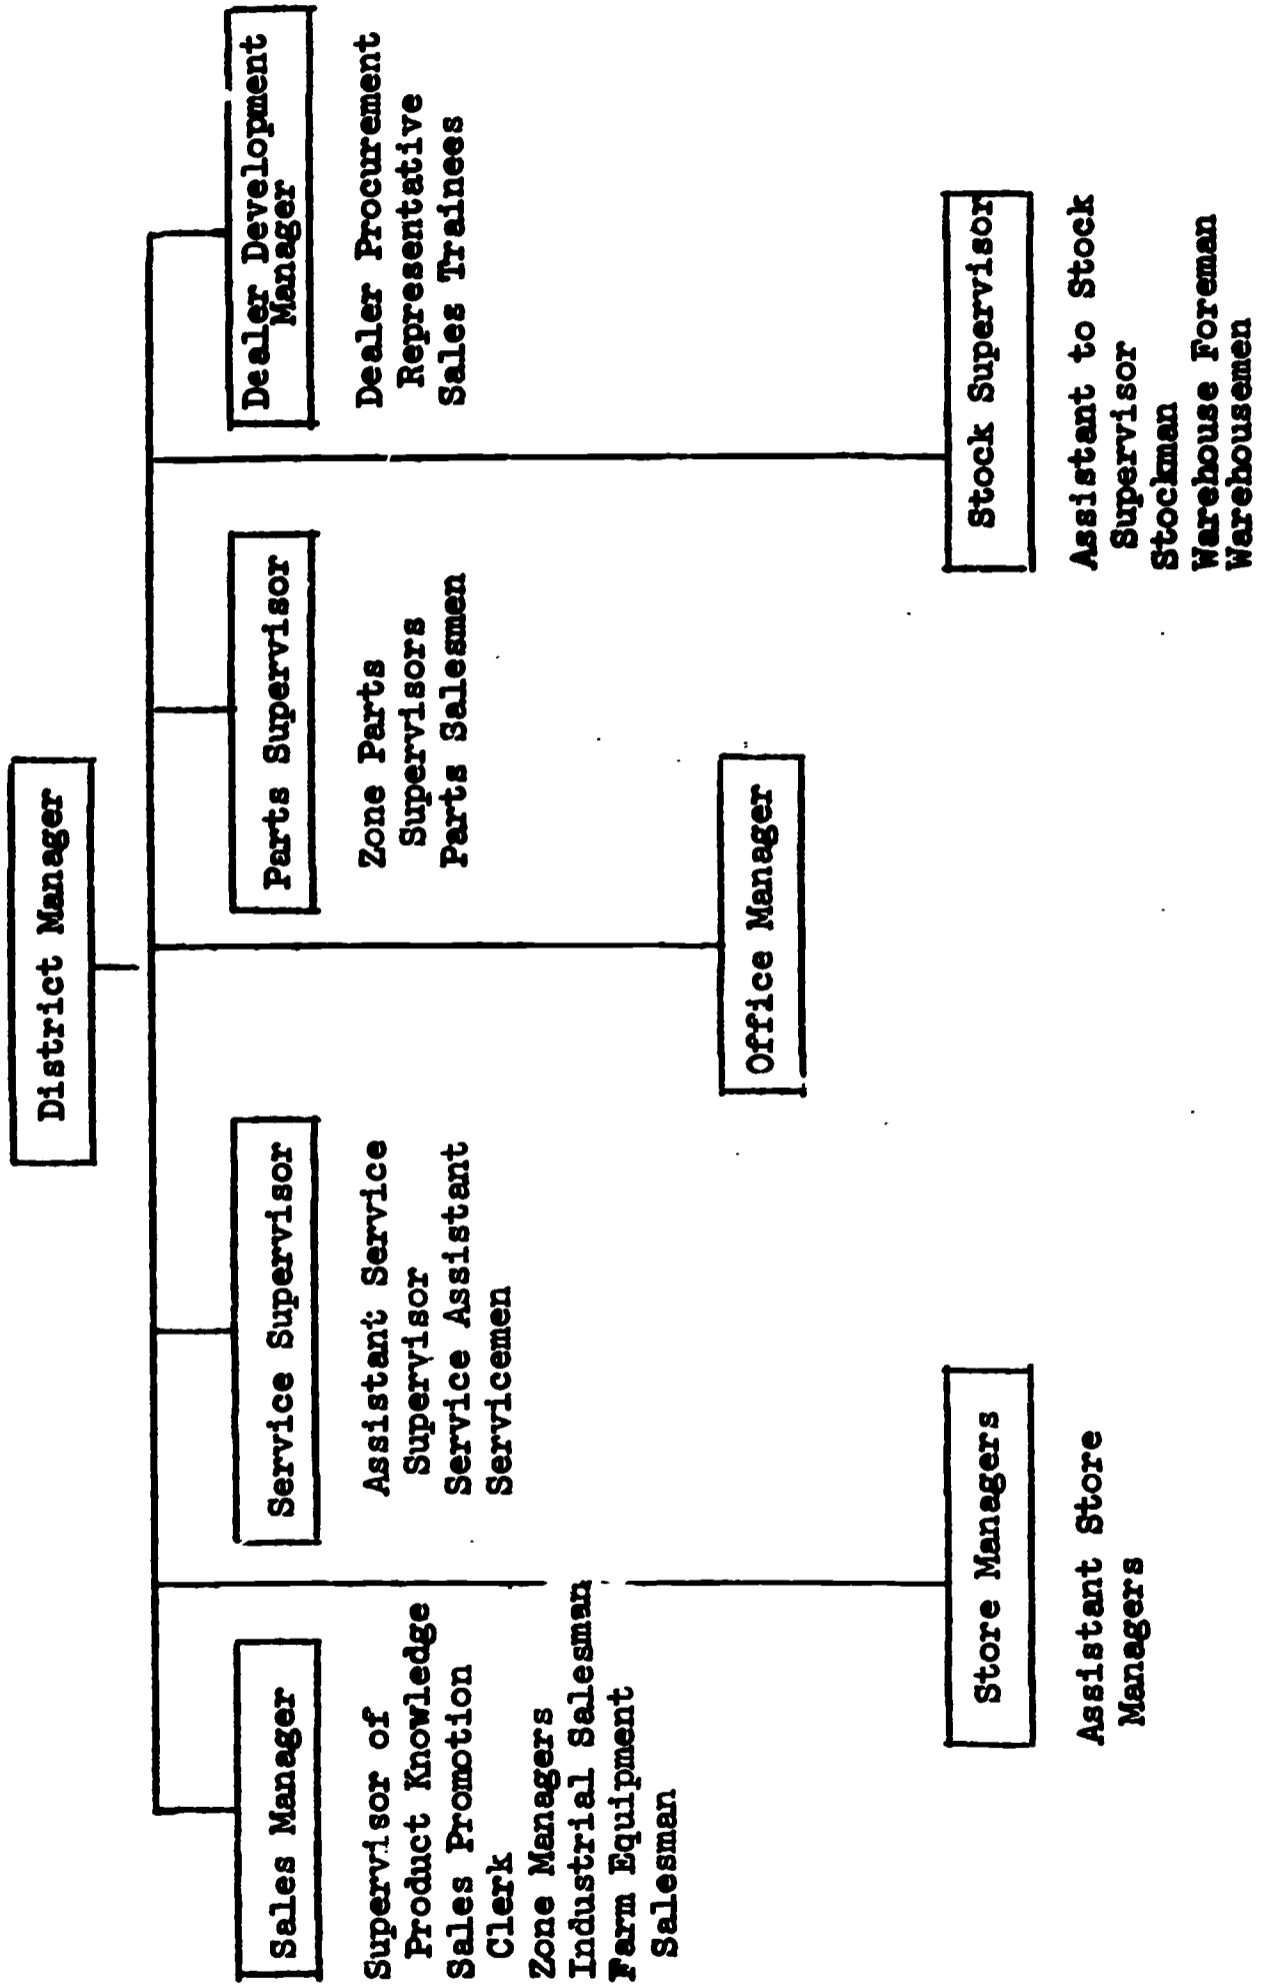 District Manager
Sales Manager
Supervisor of
Product Knowledge
Sales Promotion
Clerk
Zone Managers
Industrial Salesman
Farm Equipment
Salesman
Service Supervisor
Assistant Service
Supervisor
Service Assistant
Servicemen
Parts Supervisor
Zone Parts
Supervisors
Parts Salesmen
Dealer Development
Manager
Dealer Procurement
Representative
Sales Trainees
Office Manager
Store Managers
Assistant Store
Managers
Stock Supervisor
Assistant to Stock
Supervisor
Stockman
Warehouse Foreman
Warehousemen